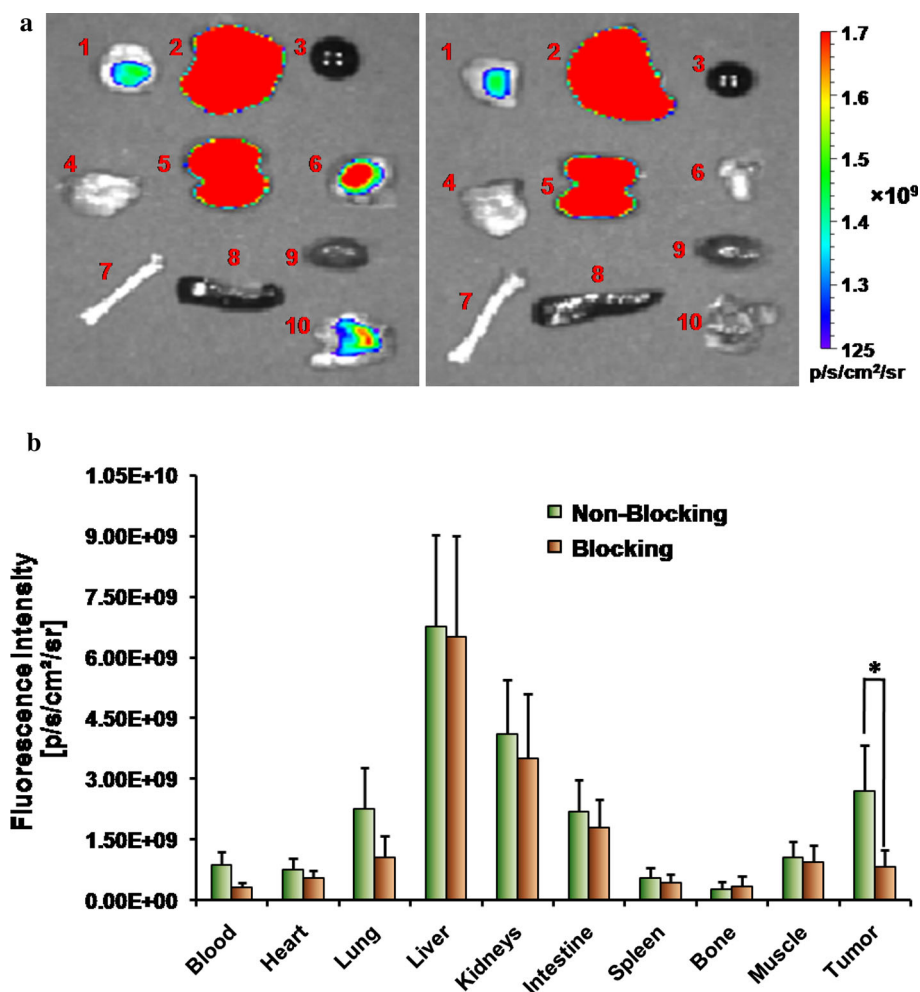 a
1 2 3
4 5 6
7 8 9
10
1 2 3
4 5 6
7 8 9
10
1.7
1.6
×10⁹
1.4
1.3
125
p/s/cm²/sr
b
Fluorescence Intensity
[p/s/cm²/sr]
1.05E+10
9.00E+09
7.50E+09
6.00E+09
4.50E+09
3.00E+09
1.50E+09
0.00E+00
Non-Blocking
Blocking
*
Blood Heart Lung Liver Kidneys Intestine Spleen Bone Muscle Tumor